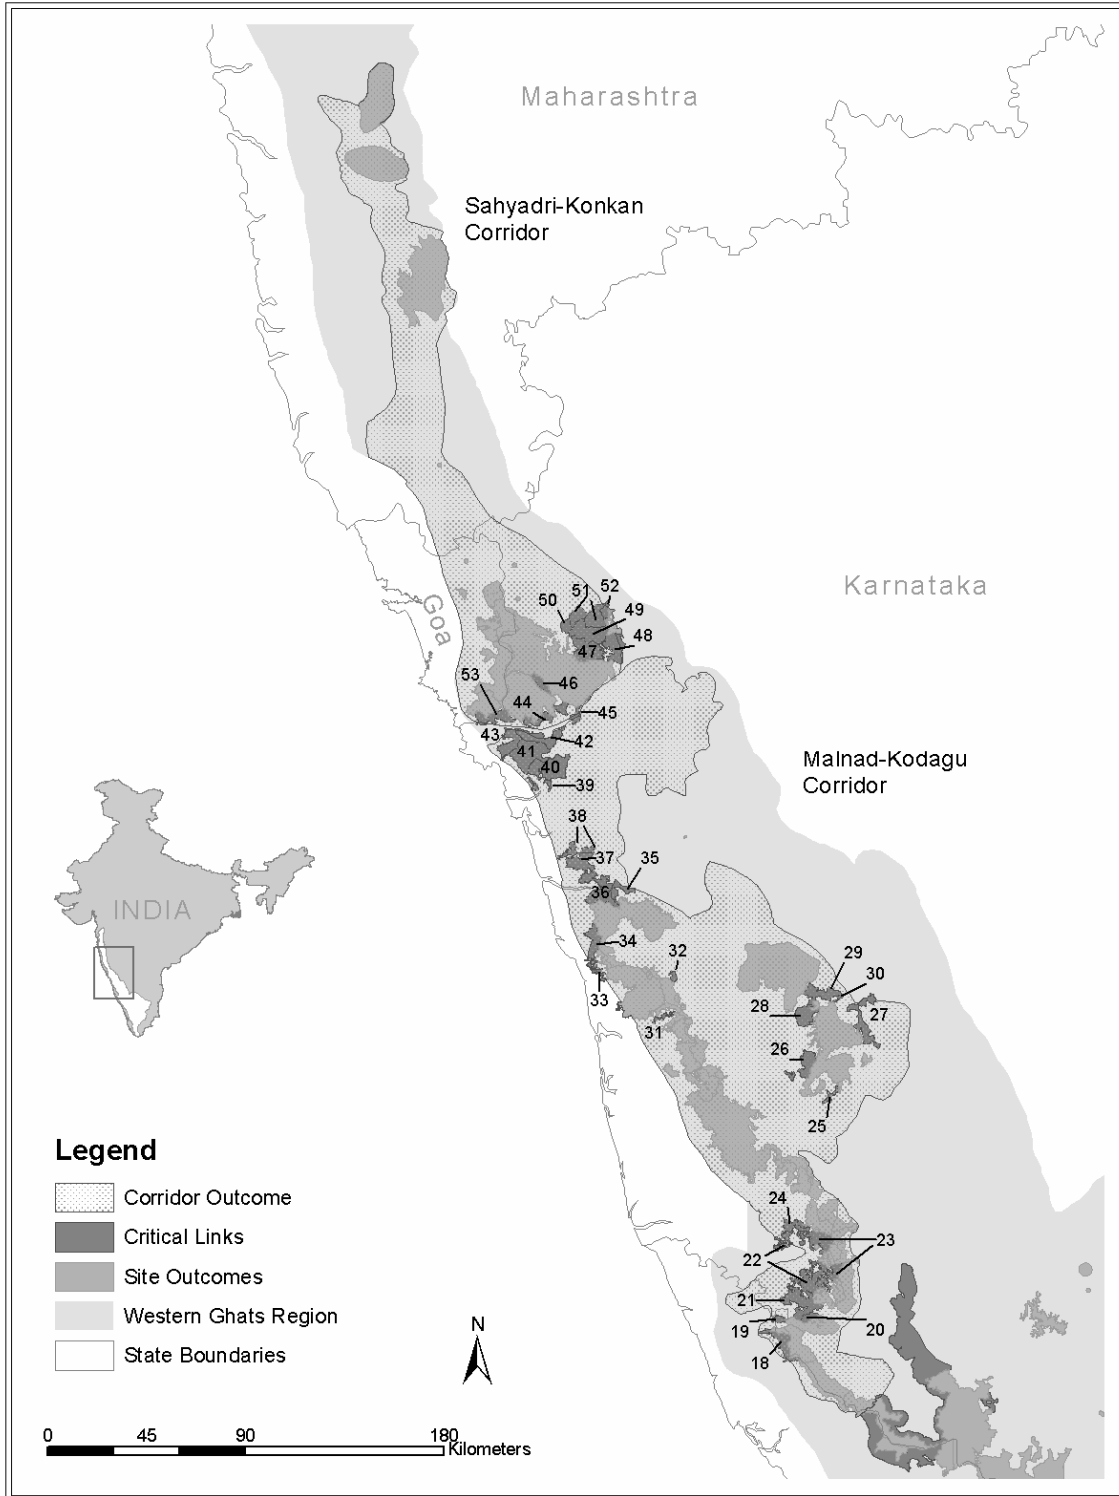 Maharashtra
Sahyadri-Konkan
Corridor
Karnataka
Goa
50
51
52
49
48
47
46
53
44
45
43
42
41
40
39
Malnad-Kodagu
Corridor
38
37
35
36
34
32
33
31
29
30
28
27
26
25
INDIA
24
23
22
21
20
19
18
Legend
Corridor Outcome
Critical Links
Site Outcomes
Western Ghats Region
State Boundaries
N
0 45 90 180
Kilometers